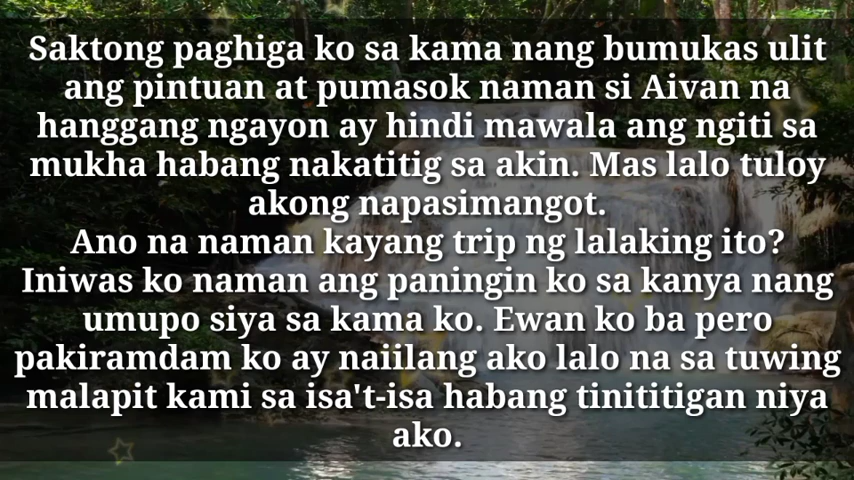 Saktong paghiga ko sa kama nang bumukas ulit
ang pintuan at pumasok naman si Aivan na
hanggang ngayon ay hindi mawala ang ngiti sa
mukha habang nakatitig sa akin. Mas lalo tuloy
akong napasimangot.
Ano na naman kayang trip ng lalaking ito?
Iniwas ko naman ang paningin ko sa kanya nang
umupo siya sa kama ko. Ewan ko ba pero
pakiramdam ko ay naiilang ako lalo na sa tuwing
malapit kami sa isa't-isa habang tinititigan niya
ako.